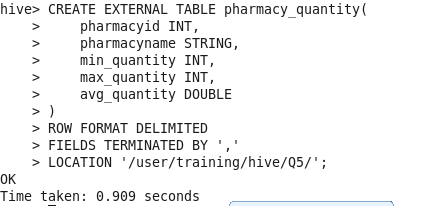 hive> CREATE EXTERNAL TABLE pharmacy_quantity(
    >     pharmacyid INT,
    >     pharmacyname STRING,
    >     min_quantity INT,
    >     max_quantity INT,
    >     avg_quantity DOUBLE
    > )
    > ROW FORMAT DELIMITED
    > FIELDS TERMINATED BY ','
    > LOCATION '/user/training/hive/Q5/';
OK
Time taken: 0.909 seconds